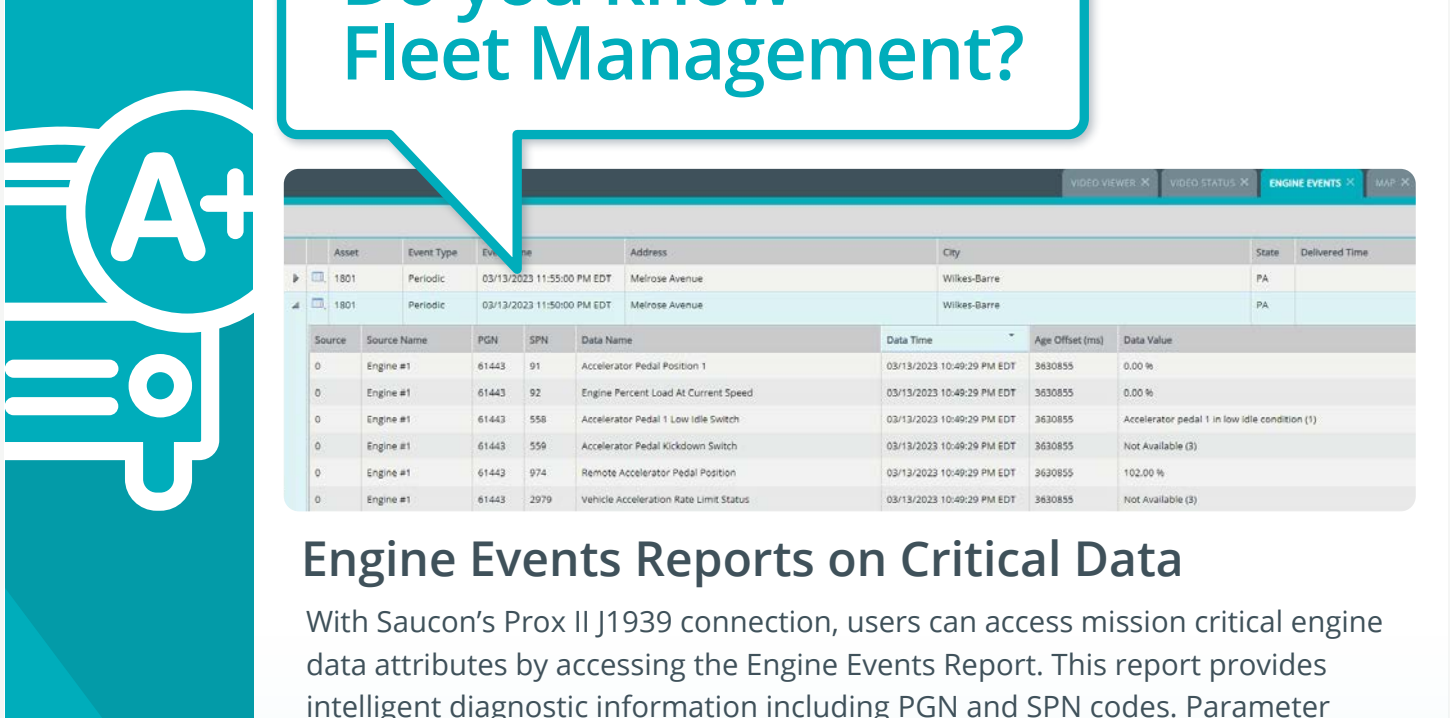 Do you know
Fleet Management?
A+
VIDEO VIEWER × VIDEO STATUS × ENGINE EVENTS × MAP ×
Asset Event Type Address City State Delivered Time
1801 Periodic 03/13/2023 11:55:00 PM EDT Melrose Avenue Wilkes-Barre PA
1801 Periodic 03/13/2023 11:50:00 PM EDT Melrose Avenue Wilkes-Barre PA
Source Source Name PGN SPN Data Name Data Time Age Offset (ms) Data Value
0 Engine #1 61443 91 Accelerator Pedal Position 1 03/13/2023 10:49:29 PM EDT 3630855 0.00 %
0 Engine #1 61443 92 Engine Percent Load At Current Speed 03/13/2023 10:49:29 PM EDT 3630855 0.00 %
0 Engine #1 61443 558 Accelerator Pedal 1 Low Idle Switch 03/13/2023 10:49:29 PM EDT 3630855 Accelerator pedal 1 in low idle condition (1)
0 Engine #1 61443 559 Accelerator Pedal Kickdown Switch 03/13/2023 10:49:29 PM EDT 3630855 Not Available (3)
0 Engine #1 61443 974 Remote Accelerator Pedal Position 03/13/2023 10:49:29 PM EDT 3630855 102.00 %
0 Engine #1 61443 2979 Vehicle Acceleration Rate Limit Status 03/13/2023 10:49:29 PM EDT 3630855 Not Available (3)
Engine Events Reports on Critical Data
With Saucon’s Prox II J1939 connection, users can access mission critical engine
data attributes by accessing the Engine Events Report. This report provides
intelligent diagnostic information including PGN and SPN codes. Parameter